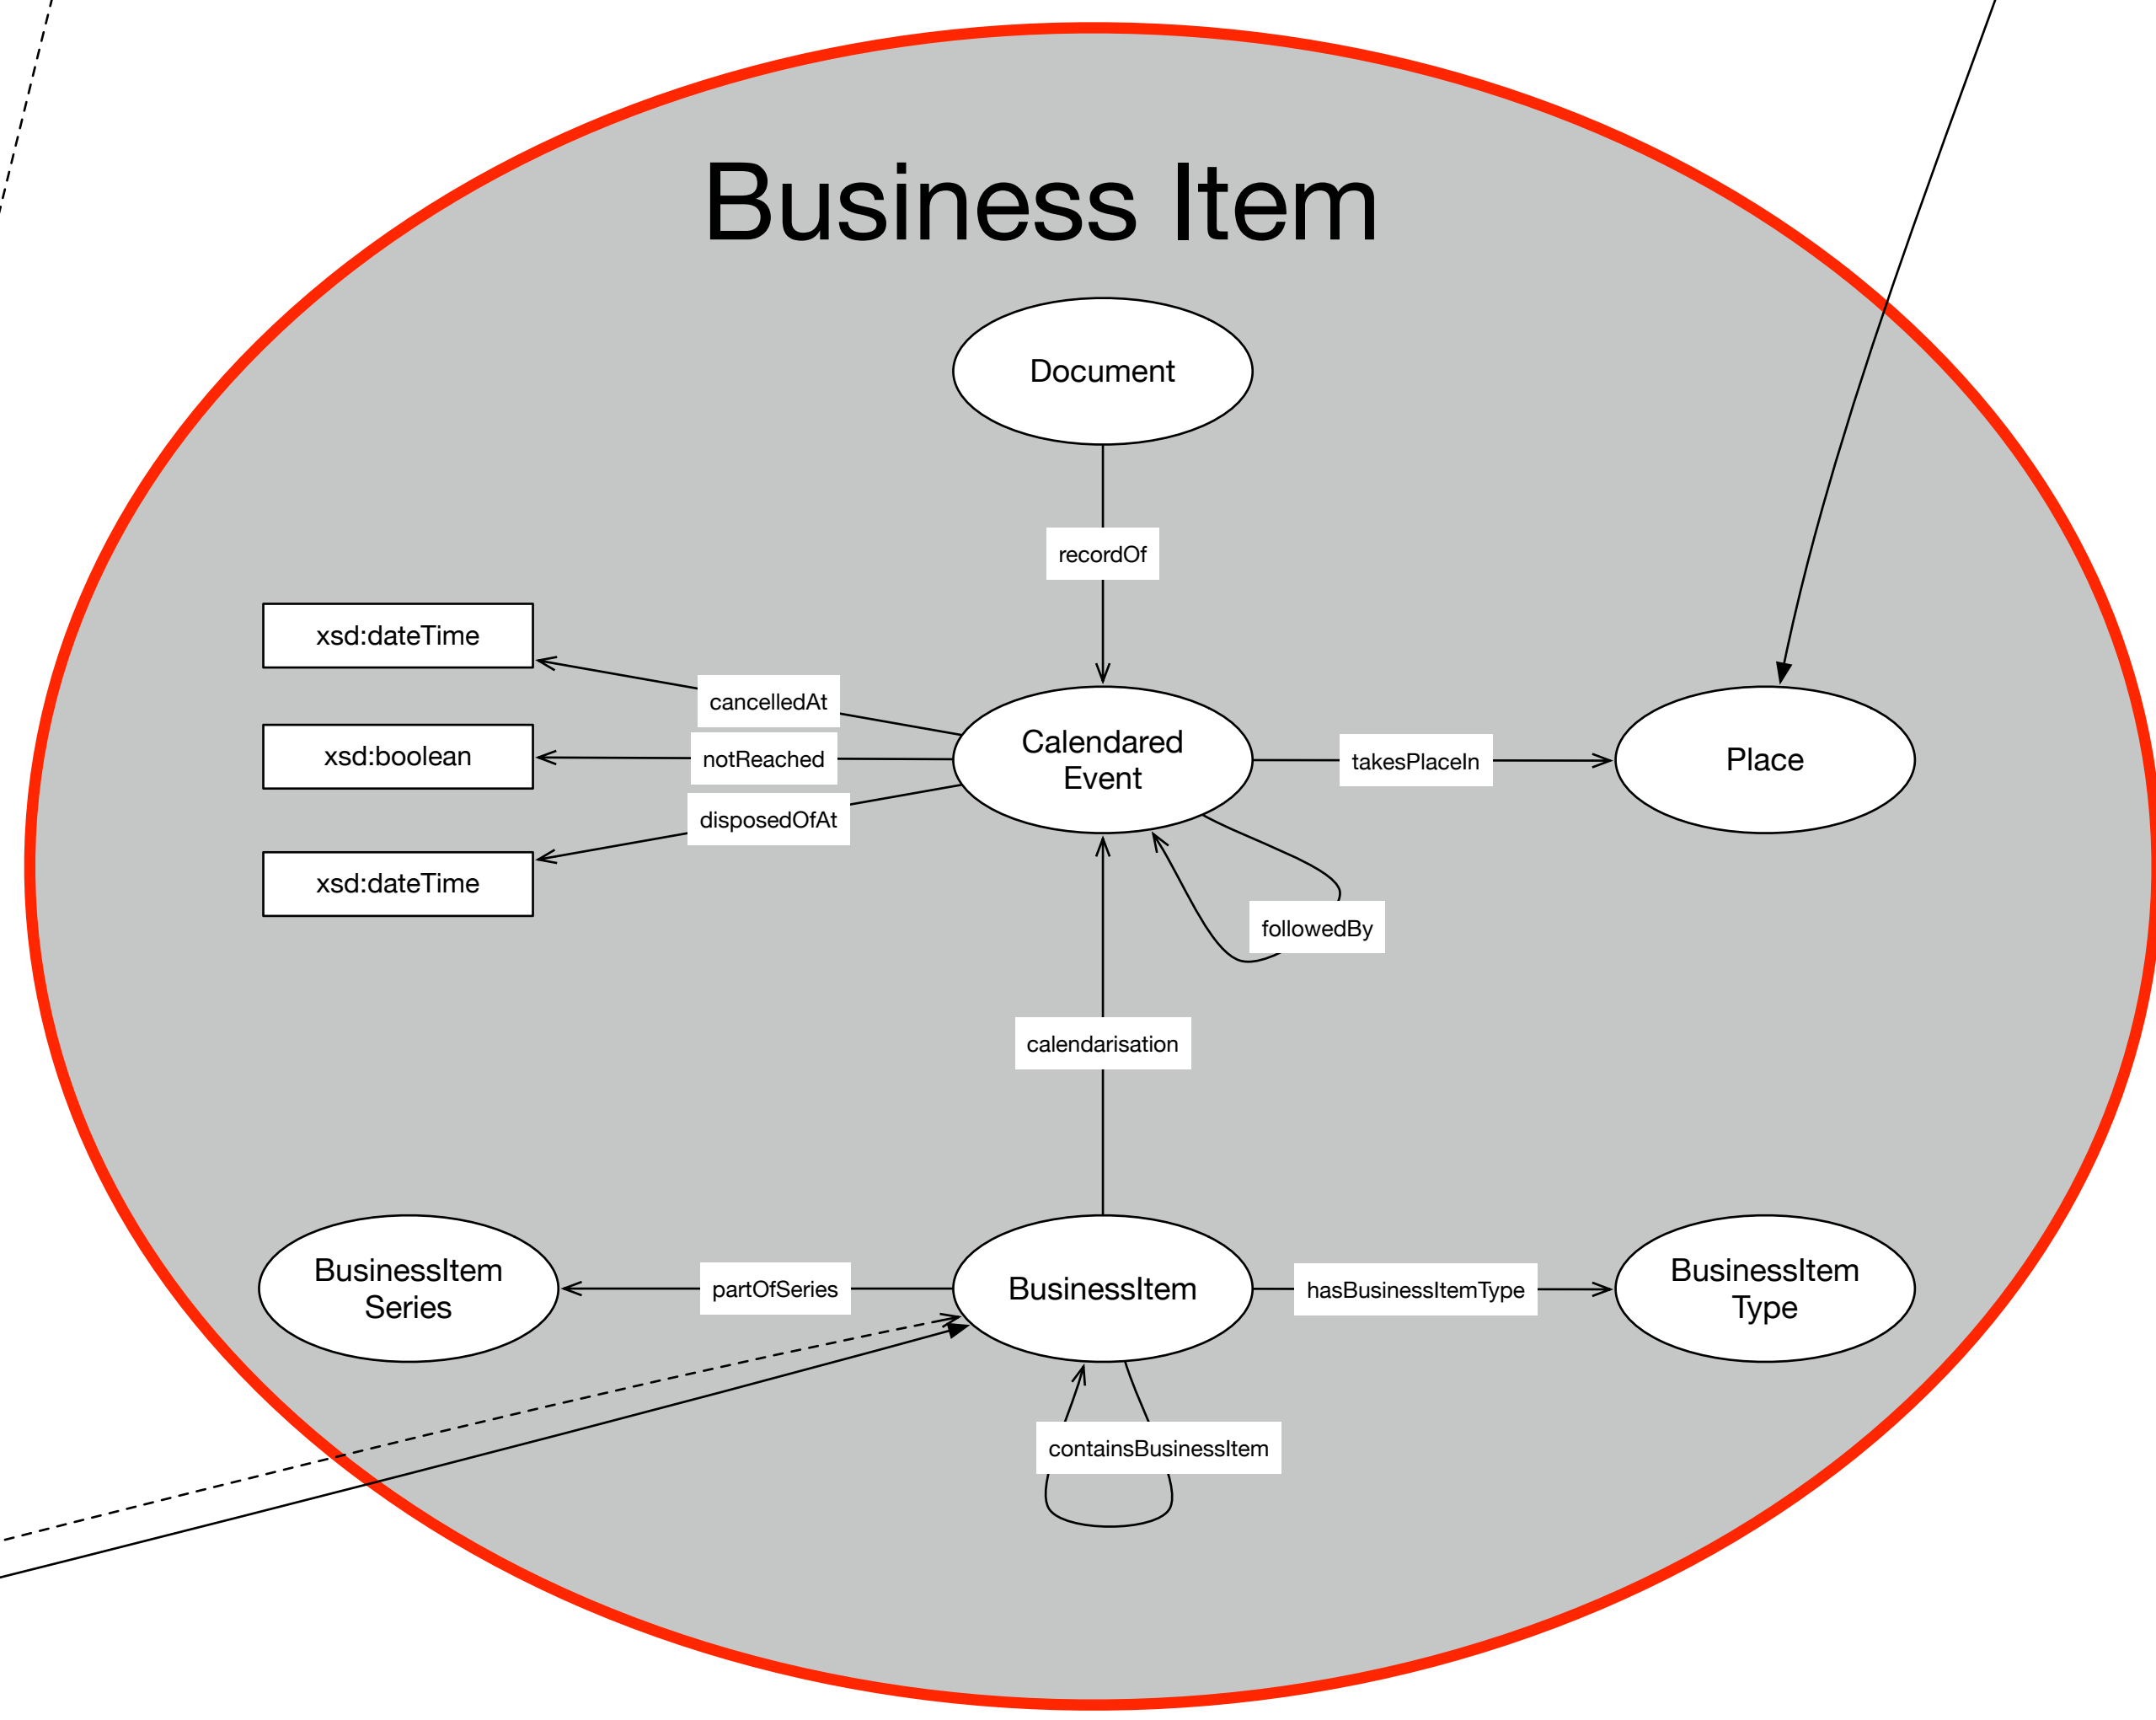 Business Item
Document
recordOf
xsd:dateTime
cancelledAt
xsd:boolean
notReached
Calendared
Event
takesPlaceIn
Place
disposedOfAt
xsd:dateTime
followedBy
calendarisation
BusinessItem
Series
partOfSeries
BusinessItem
hasBusinessItemType
BusinessItem
Type
containsBusinessItem